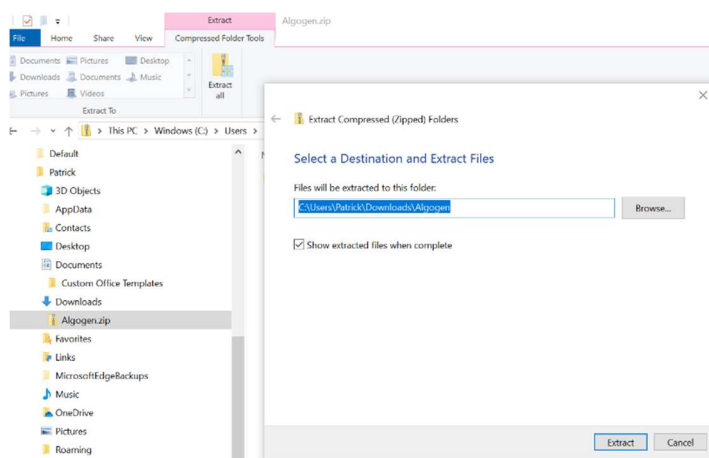 Extract
Algogen.zip
File Home Share View Compressed Folder Tools
Documents Pictures Desktop
Downloads Documents Music
Pictures Videos
Extract all
Extract To
This PC > Windows (C:) > Users >
Default
Patrick
3D Objects
AppData
Contacts
Desktop
Documents
Custom Office Templates
Downloads
Algogen.zip
Favorites
Links
MicrosoftEdgeBackups
Music
OneDrive
Pictures
Roaming
Extract Compressed (Zipped) Folders
Select a Destination and Extract Files
Files will be extracted to this folder:
C:\Users\Patrick\Downloads\Algogen
Browse...
Show extracted files when complete
Extract Cancel